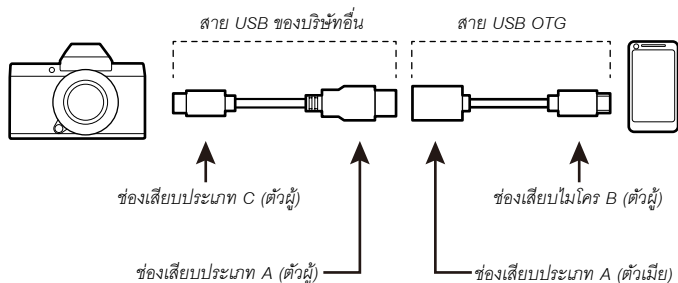 สาย USB ของบริษัทอื่น
สาย USB OTG
ช่องเสียบประเภท C (ตัวผู้)
ช่องเสียบไมโคร B (ตัวผู้)
ช่องเสียบประเภท A (ตัวผู้)
ช่องเสียบประเภท A (ตัวเมีย)